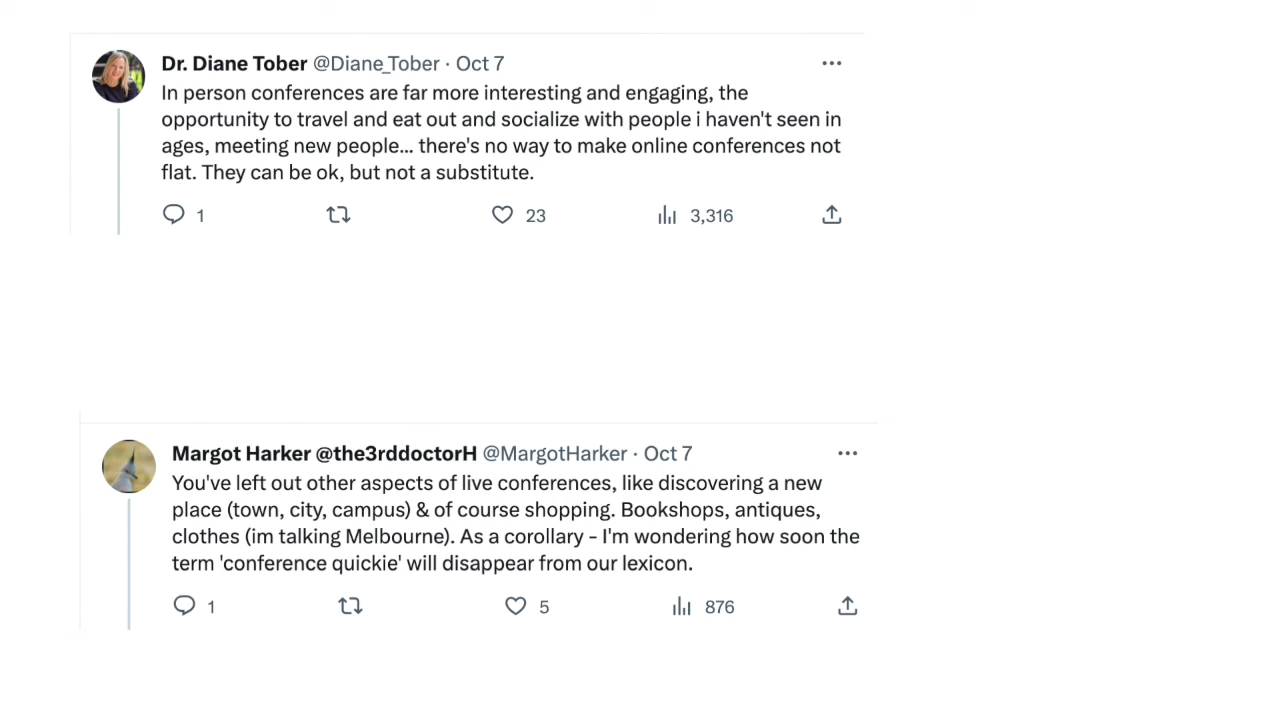 Dr. Diane Tober @Diane_Tober · Oct 7
In person conferences are far more interesting and engaging, the
opportunity to travel and eat out and socialize with people i haven't seen in
ages, meeting new people... there's no way to make online conferences not
flat. They can be ok, but not a substitute.
1 23 3,316
Margot Harker @the3rddoctorH @MargotHarker · Oct 7
You've left out other aspects of live conferences, like discovering a new
place (town, city, campus) & of course shopping. Bookshops, antiques,
clothes (im talking Melbourne). As a corollary - I'm wondering how soon the
term 'conference quickie' will disappear from our lexicon.
1 5 876